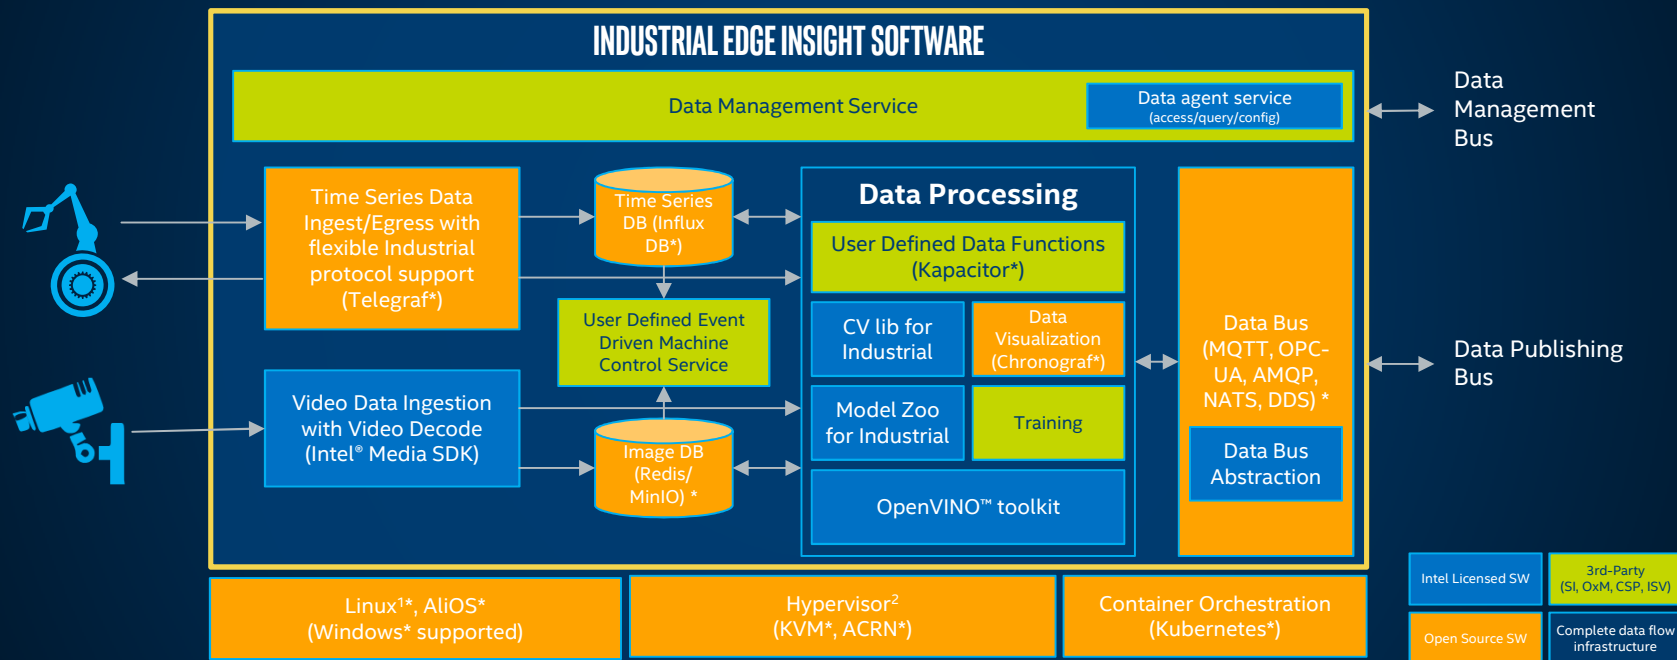 INDUSTRIAL EDGE INSIGHT SOFTWARE
Data Management Service
Data agent service
(access/query/config)
Data
Management
Bus
Time Series Data
Ingest/Egress with
flexible Industrial
protocol support
(Telegraf*)
Time Series
DB (Influx
DB*)
User Defined Event
Driven Machine
Control Service
Video Data Ingestion
with Video Decode
(Intel® Media SDK)
Image DB
(Redis/
MinIO) *
Data Processing
User Defined Data Functions
(Kapacitor*)
CV lib for
Industrial
Data
Visualization
(Chronograf*)
Model Zoo
for Industrial
Training
OpenVINO™ toolkit
Data Bus
(MQTT, OPC-
UA, AMQP,
NATS, DDS) *
Data Bus
Abstraction
Data Publishing
Bus
Linux¹*, AliOS*
(Windows* supported)
Hypervisor²
(KVM*, ACRN*)
Container Orchestration
(Kubernetes*)
Intel Licensed SW
3rd-Party
(SI, OxM, CSP, ISV)
Open Source SW
Complete data flow
infrastructure